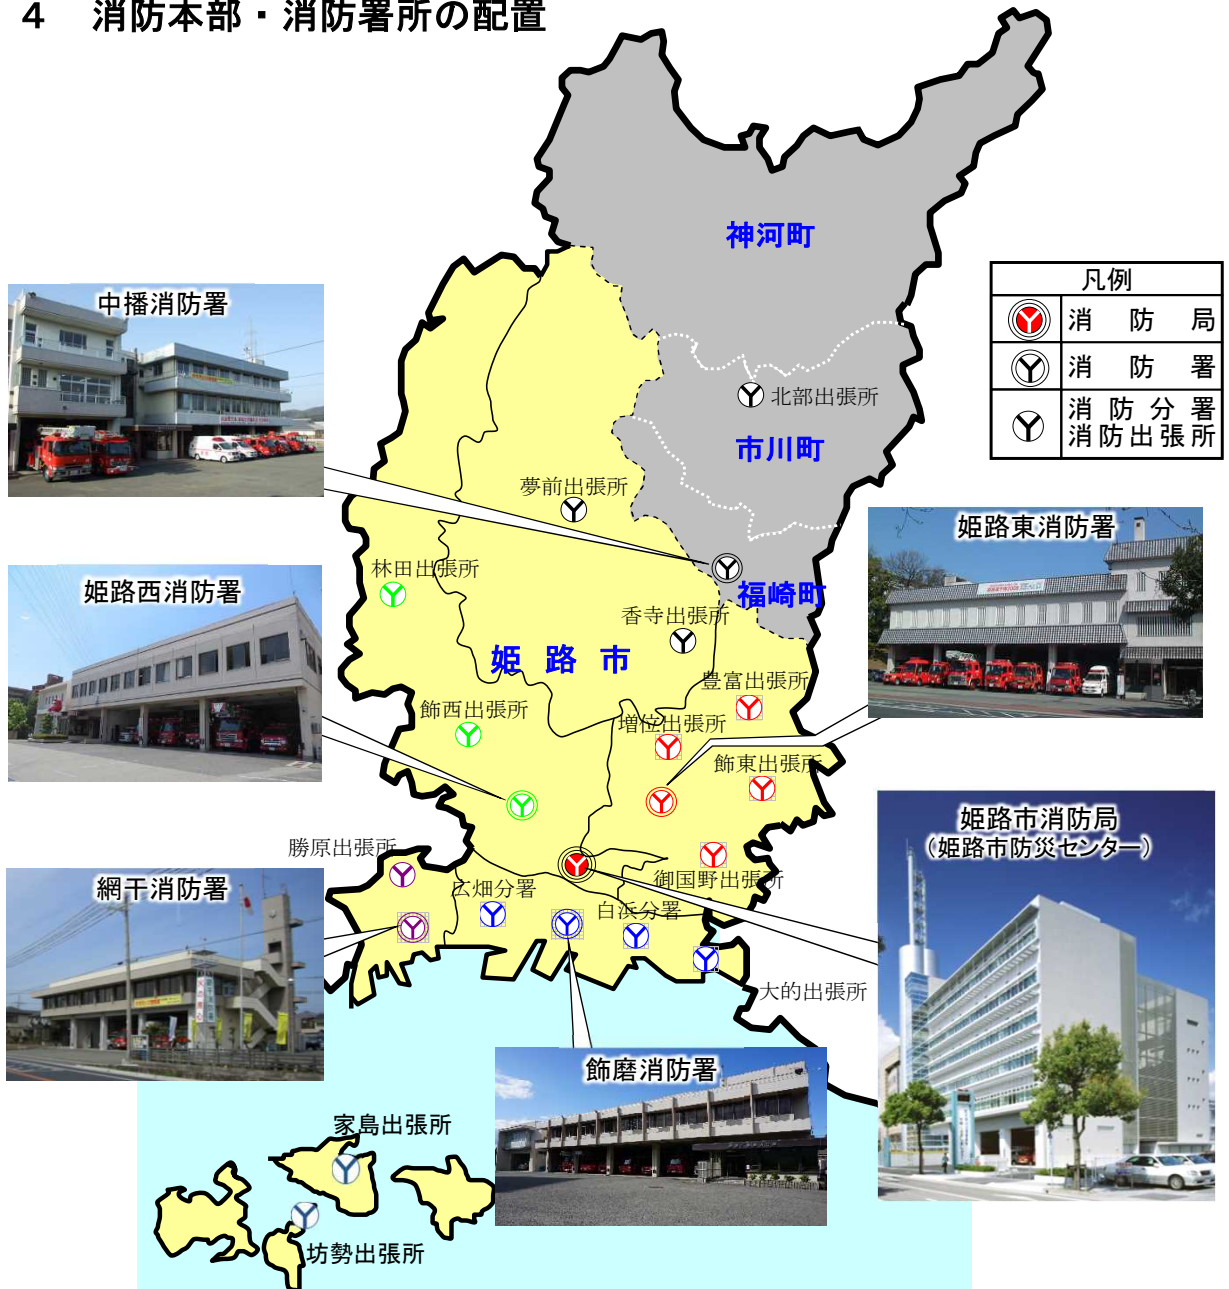 ４　消防本部・消防署所の配置
神河町
中播消防署
凡例
消防局
消防署
消防分署
消防出張所
北部出張所
市川町
夢前出張所
姫路東消防署
林田出張所
姫路西消防署
福崎町
香寺出張所
姫路市
豊富出張所
飾西出張所
増位出張所
飾東出張所
姫路市消防局
（姫路市防災センター）
勝原出張所
網干消防署
広畑分署
御国野出張所
白浜分署
大的出張所
飾磨消防署
家島出張所
坊勢出張所